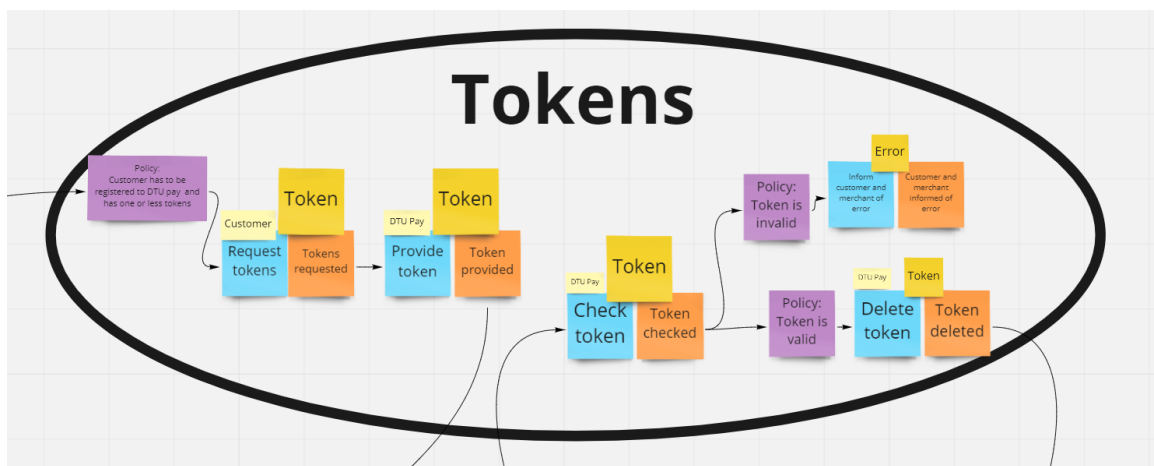 Tokens
Policy:
Customer has to be
registered to DTU pay and
has one or less tokens
Token
Customer
Request
tokens
Tokens
requested
Token
DTU Pay
Provide
token
Token
provided
Token
DTU Pay
Check
token
Token
checked
Policy:
Token is
invalid
Error
Inform
customer and
merchant of
error
Customer and
merchant
informed of
error
Policy:
Token is
valid
Token
DTU Pay
Delete
token
Token
deleted